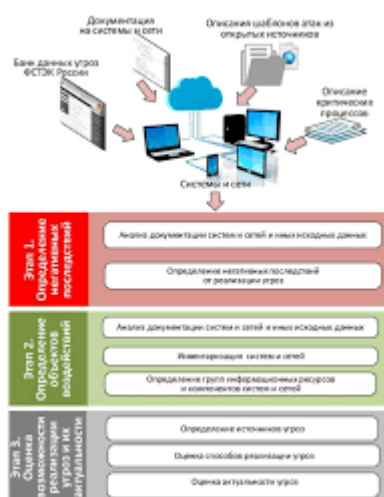 Документация
на системы и сети
Описания шаблонов атак из
открытых источников
Банк данных угроз
ФСТЭК России
Описание
критических
процессов
Системы и сети
Этап 1.
Определение
негативных
последствий
Анализ документации систем и сетей и иных исходных данных
Определение негативных последствий
от реализации угроз
Этап 2.
Определение
объектов
воздействий
Анализ документации систем и сетей и иных исходных данных
Инвентаризация систем и сетей
Определение групп информационных ресурсов
и компонентов систем и сетей
Этап 3.
Оценка
возможности
реализации
угроз и их
актуальности
Определение источников угроз
Оценка способов реализации угроз
Оценка актуальности угроз